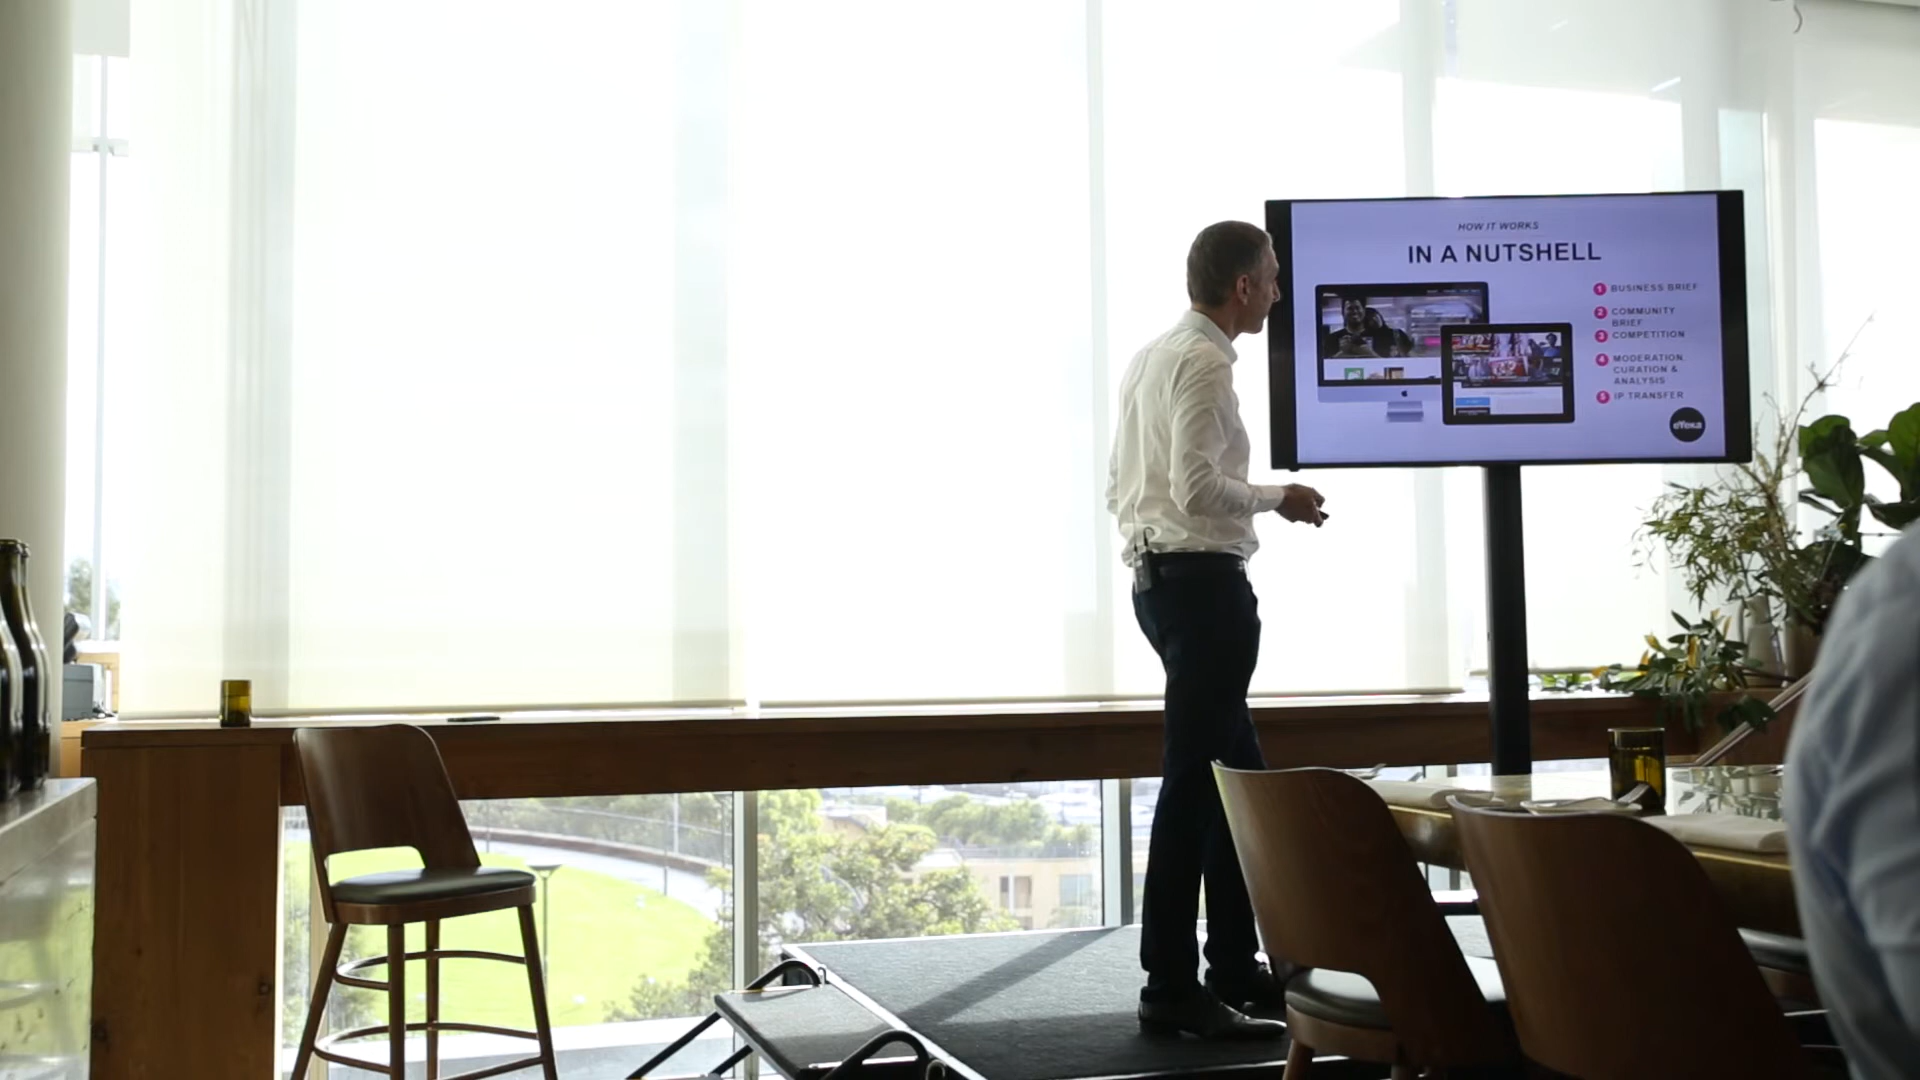 HOW IT WORKS
IN A NUTSHELL
1 BUSINESS BRIEF
2 COMMUNITY
BRIEF
3 COMPETITION
4 MODERATION
CURATION &
ANALYSIS
5 IP TRANSFER
eYeka